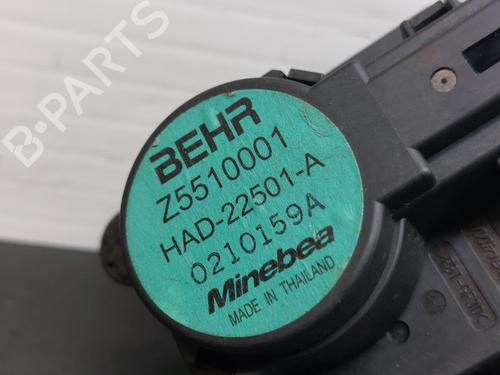 B-PARTS
BEHR
Z5510001
HAD-22501-A
0210159A
Minebea
MADE IN THAILAND